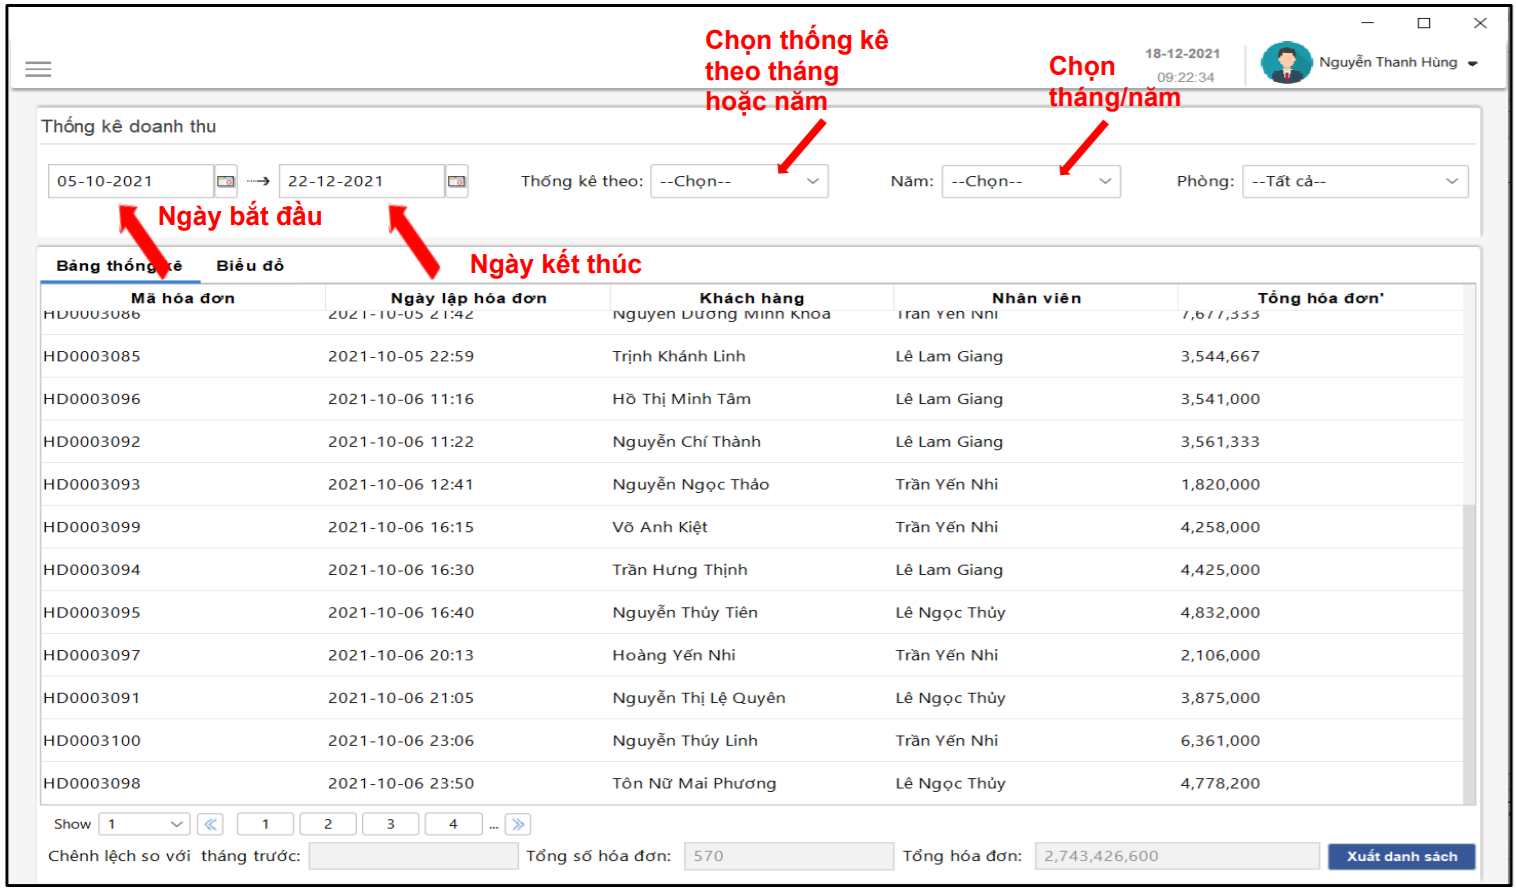 Chọn thống kê
theo tháng
hoặc năm
Chọn
tháng/năm
18-12-2021
09:22:34
Nguyễn Thanh Hùng
Thống kê doanh thu
05-10-2021
22-12-2021
Thống kê theo: --Chọn--
Năm: --Chọn--
Phòng: --Tất cả--
Ngày bắt đầu
Ngày kết thúc
Bảng thống kê Biểu đồ
Mã hóa đơn Ngày lập hóa đơn Khách hàng Nhân viên Tổng hóa đơn'
HD0003086 2021-10-05 21:42 Nguyễn Dương Minh Khoa Trần Yến Nhi 7,677,333
HD0003085 2021-10-05 22:59 Trịnh Khánh Linh Lê Lam Giang 3,544,667
HD0003096 2021-10-06 11:16 Hồ Thị Minh Tâm Lê Lam Giang 3,541,000
HD0003092 2021-10-06 11:22 Nguyễn Chí Thành Lê Lam Giang 3,561,333
HD0003093 2021-10-06 12:41 Nguyễn Ngọc Thảo Trần Yến Nhi 1,820,000
HD0003099 2021-10-06 16:15 Võ Anh Kiệt Trần Yến Nhi 4,258,000
HD0003094 2021-10-06 16:30 Trần Hưng Thịnh Lê Lam Giang 4,425,000
HD0003095 2021-10-06 16:40 Nguyễn Thủy Tiên Lê Ngọc Thủy 4,832,000
HD0003097 2021-10-06 20:13 Hoàng Yến Nhi Trần Yến Nhi 2,106,000
HD0003091 2021-10-06 21:05 Nguyễn Thị Lệ Quyên Lê Ngọc Thủy 3,875,000
HD0003100 2021-10-06 23:06 Nguyễn Thúy Linh Trần Yến Nhi 6,361,000
HD0003098 2021-10-06 23:50 Tôn Nữ Mai Phương Lê Ngọc Thủy 4,778,200
Show 1 1 2 3 4 ...
Chênh lệch so với tháng trước: Tổng số hóa đơn: 570 Tổng hóa đơn: 2,743,426,600 Xuất danh sách